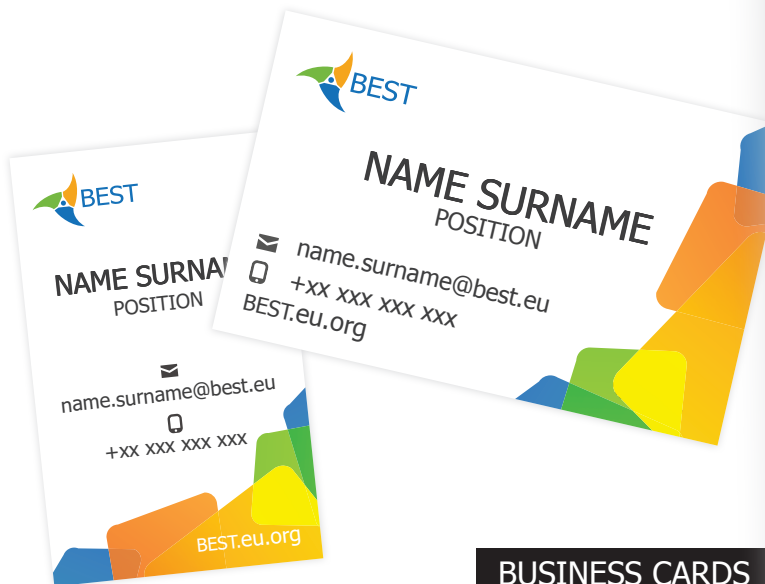 BEST
NAME SURNAME
POSITION
name.surname@best.eu
+xx xxx xxx xxx
BEST.eu.org
BEST
NAME SURNA
POSITION
name.surname@best.eu
+xx xxx xxx xxx
BEST.eu.org
BUSINESS CARDS